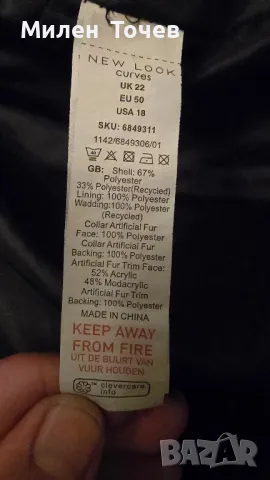 Милен Точев
NEW LOOK
curves
UK 22
EU 50
USA 18
SKU: 6849311
1142/6849306/01
GB: Shell: 67%
Polyester
33% Polyester(Recycled)
Lining: 100% Polyester
Wadding:100% Polyester
(Recycled)
Collar Artificial Fur
Face: 100% Polyester
Collar Artificial Fur
Backing: 100% Polyester
Artificial Fur Trim Face:
52% Acrylic
48% Modacrylic
Artificial Fur Trim
Backing: 100% Polyester
MADE IN CHINA
KEEP AWAY
FROM FIRE
UIT DE BUURT VAN
VUUR HOUDEN
clevercare
.info
BAZAR